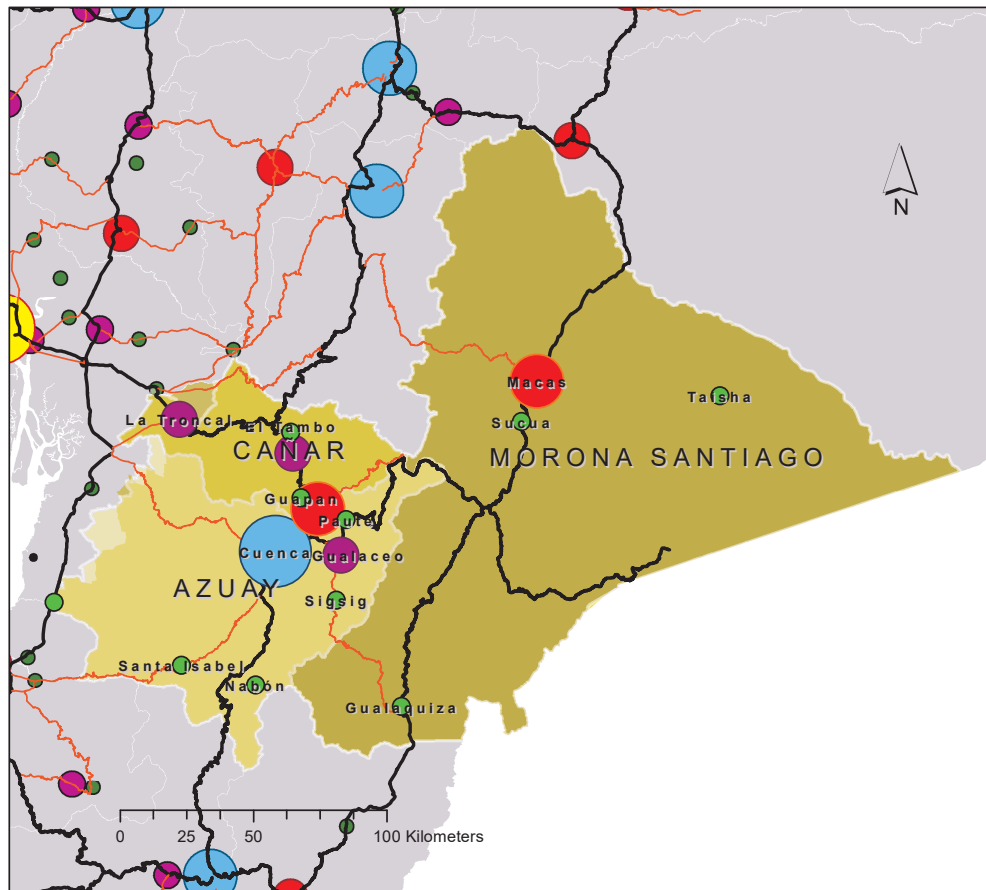 N
Macas
Taisha
La Troncal
Sucua
El Tambo
CAÑAR
MORONA SANTIAGO
Guapan
Paute
Cuenca
Gualaceo
AZUAY
Sigsig
Santa Isabel
Nabón
Gualaquiza
0 25 50 100 Kilometers